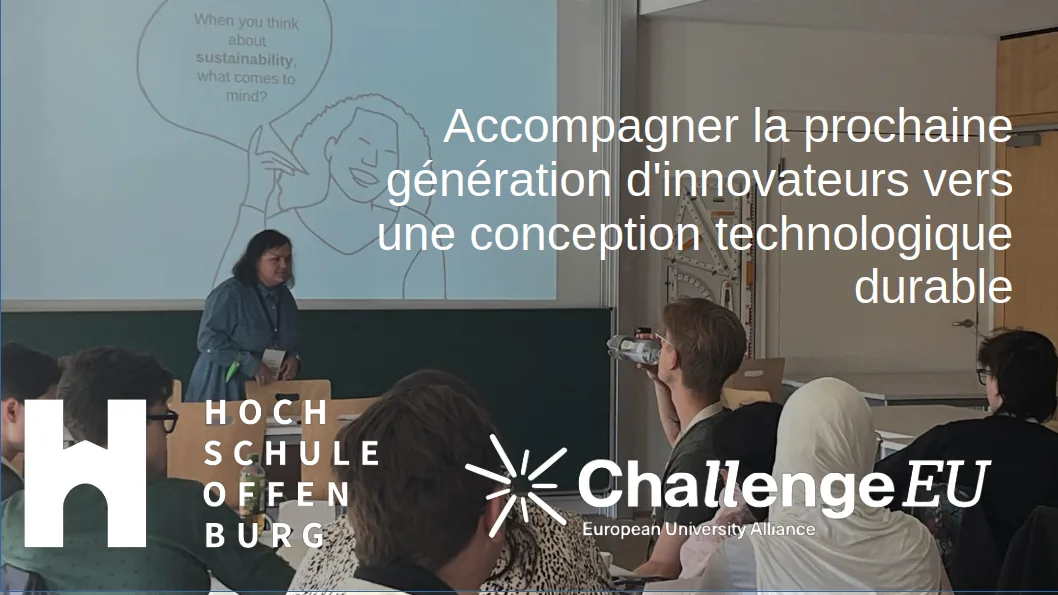 When you think
about
sustainability,
what comes to
mind?
Accompagner la prochaine
génération d'innovateurs vers
une conception technologique
durable
HOCH
SCHULE
OFFEN
BURG
ChallengeEU
European University Alliance